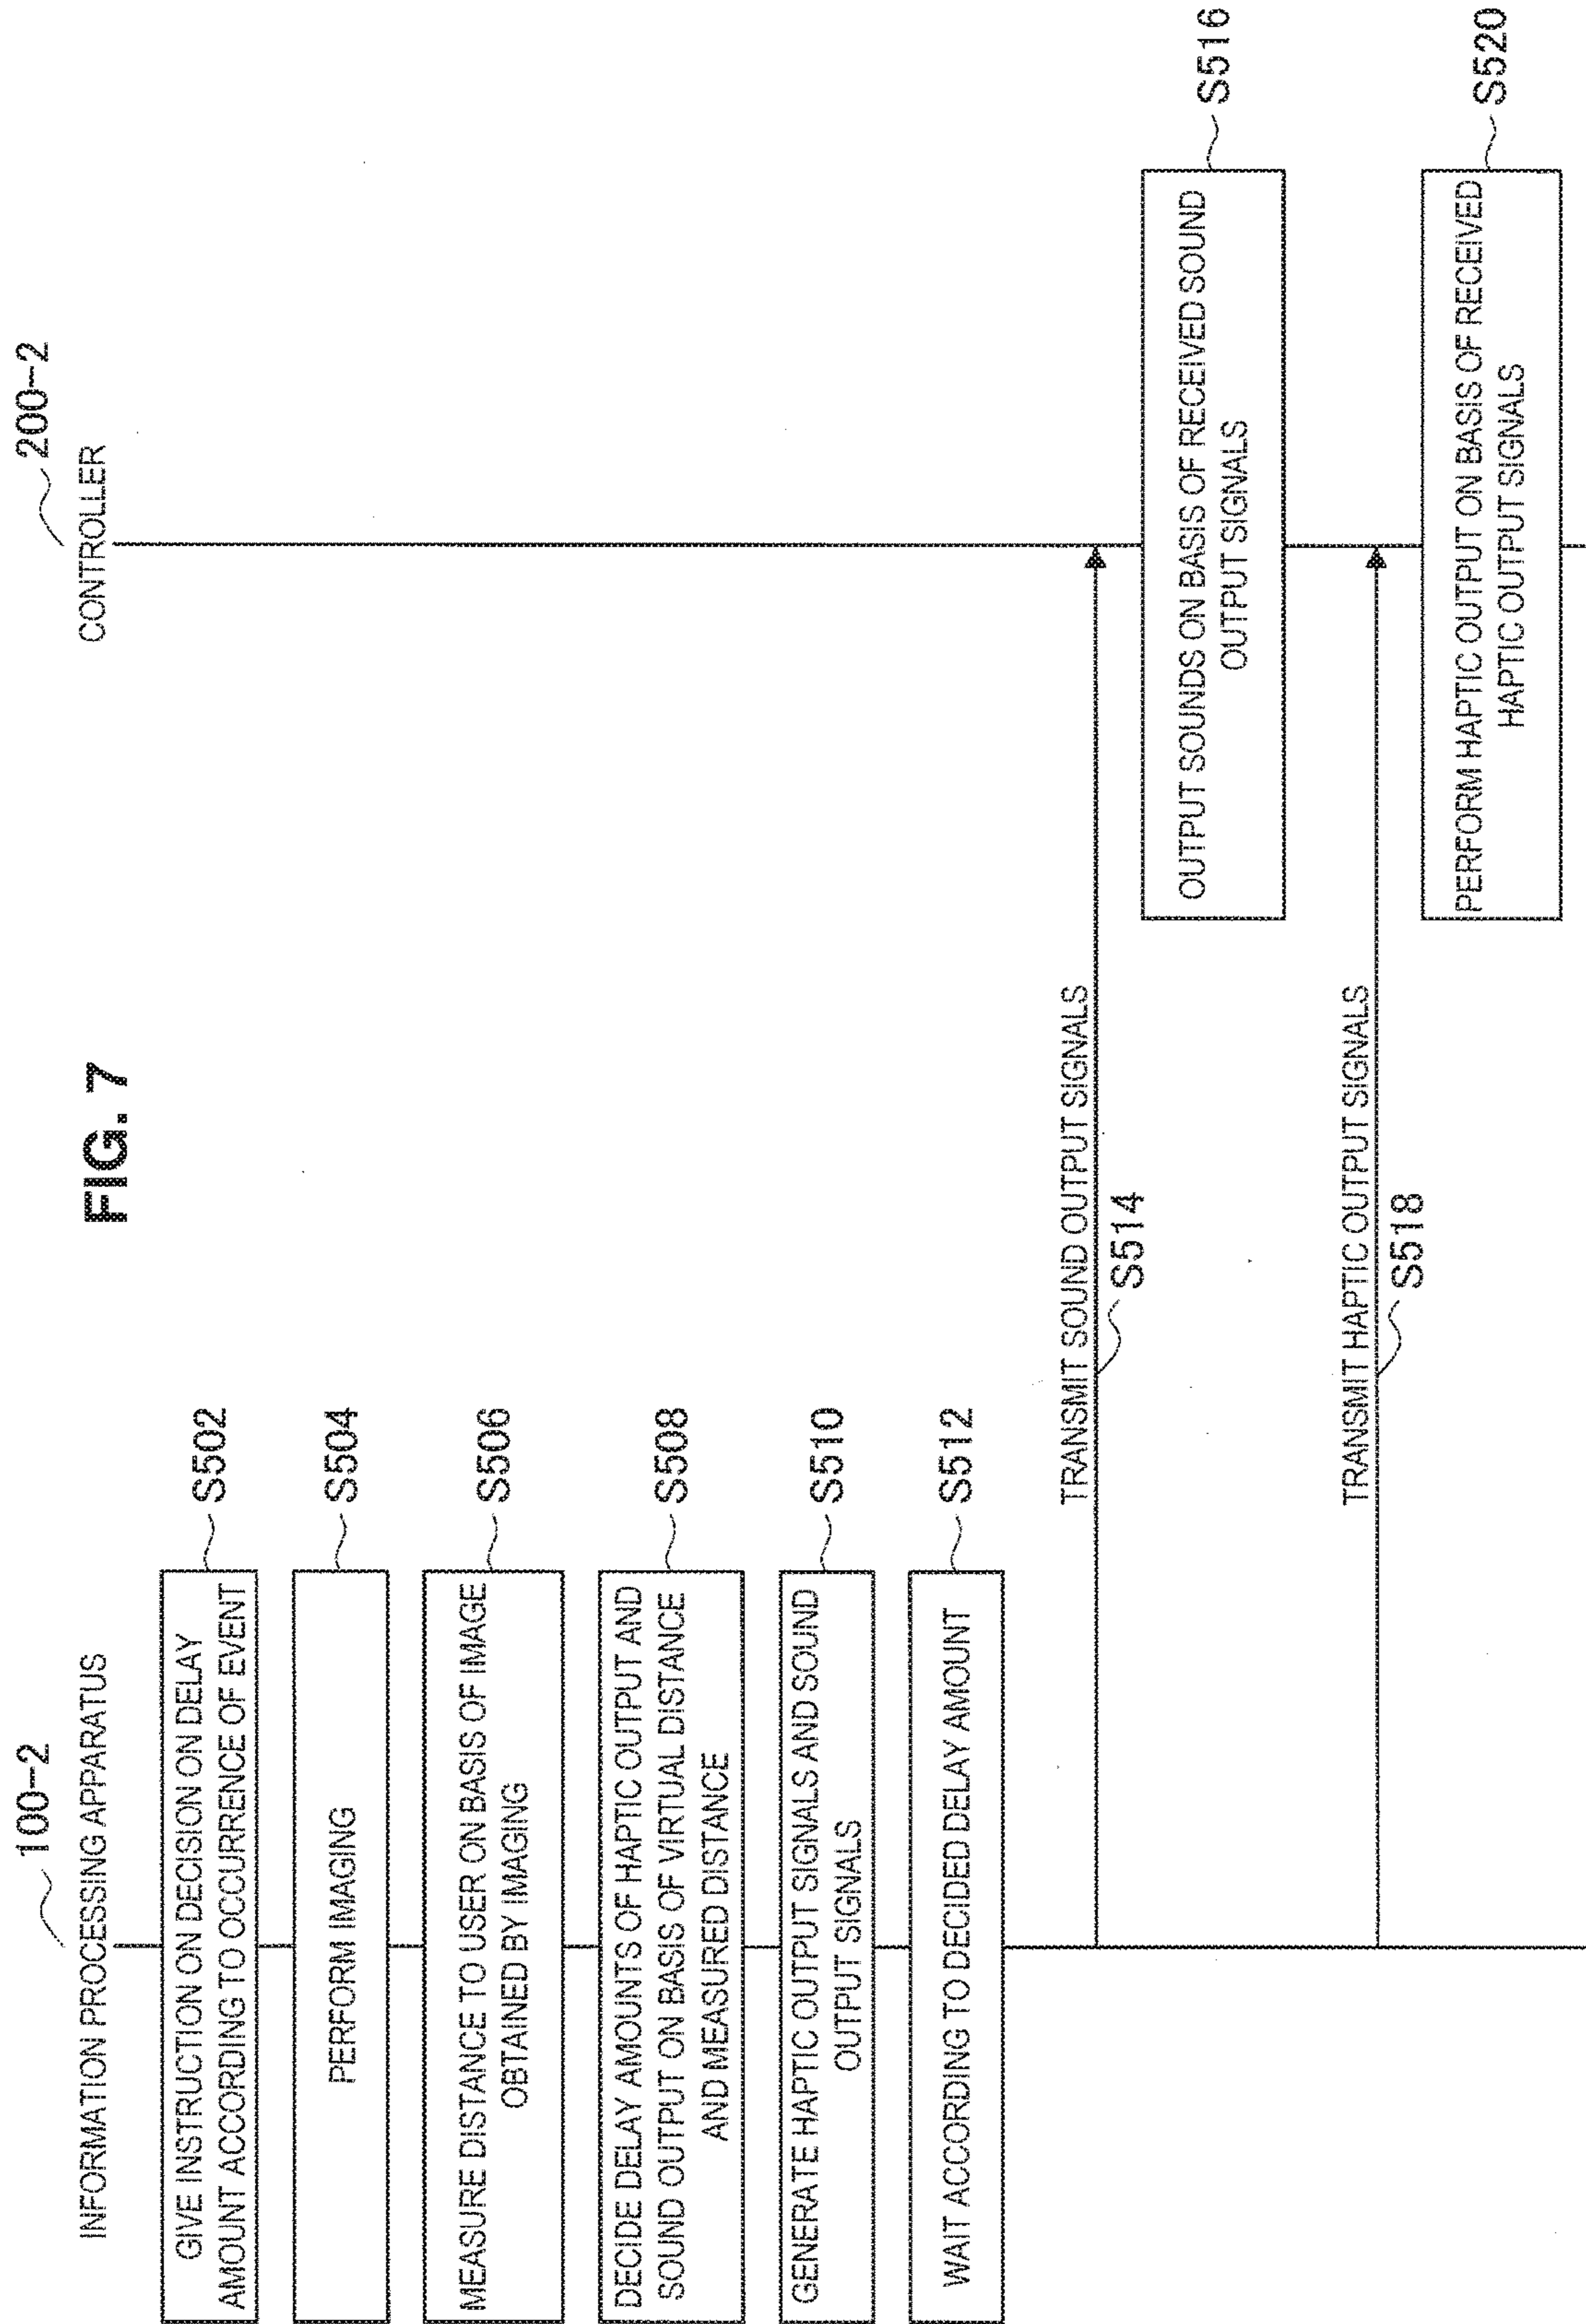 FIG. 7
100-2
INFORMATION PROCESSING APPARATUS
200-2
CONTROLLER
GIVE INSTRUCTION ON DECISION ON DELAY
AMOUNT ACCORDING TO OCCURRENCE OF EVENT
S502
PERFORM IMAGING
S504
MEASURE DISTANCE TO USER ON BASIS OF IMAGE
OBTAINED BY IMAGING
S506
DECIDE DELAY AMOUNTS OF HAPTIC OUTPUT AND
SOUND OUTPUT ON BASIS OF VIRTUAL DISTANCE
AND MEASURED DISTANCE
S508
GENERATE HAPTIC OUTPUT SIGNALS AND SOUND
OUTPUT SIGNALS
S510
WAIT ACCORDING TO DECIDED DELAY AMOUNT
S512
TRANSMIT SOUND OUTPUT SIGNALS
S514
OUTPUT SOUNDS ON BASIS OF RECEIVED SOUND
OUTPUT SIGNALS
S516
TRANSMIT HAPTIC OUTPUT SIGNALS
S518
PERFORM HAPTIC OUTPUT ON BASIS OF RECEIVED
HAPTIC OUTPUT SIGNALS
S520